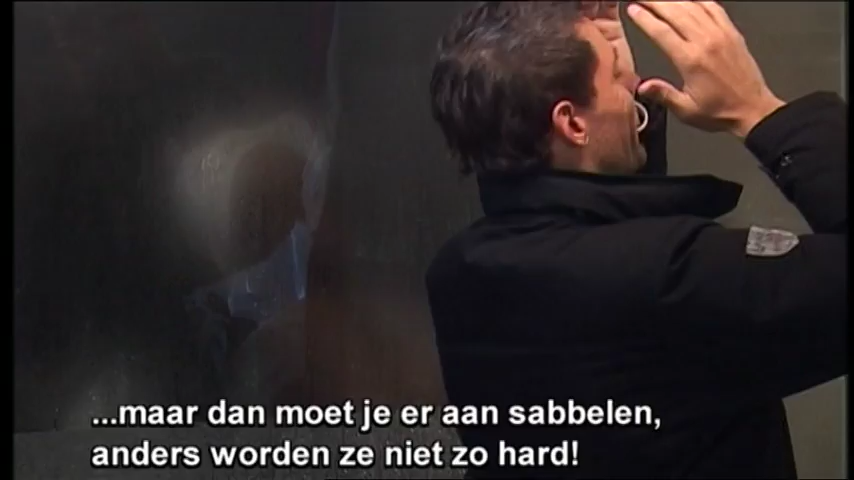 ...maar dan moet je er aan sabbelen,
anders worden ze niet zo hard!